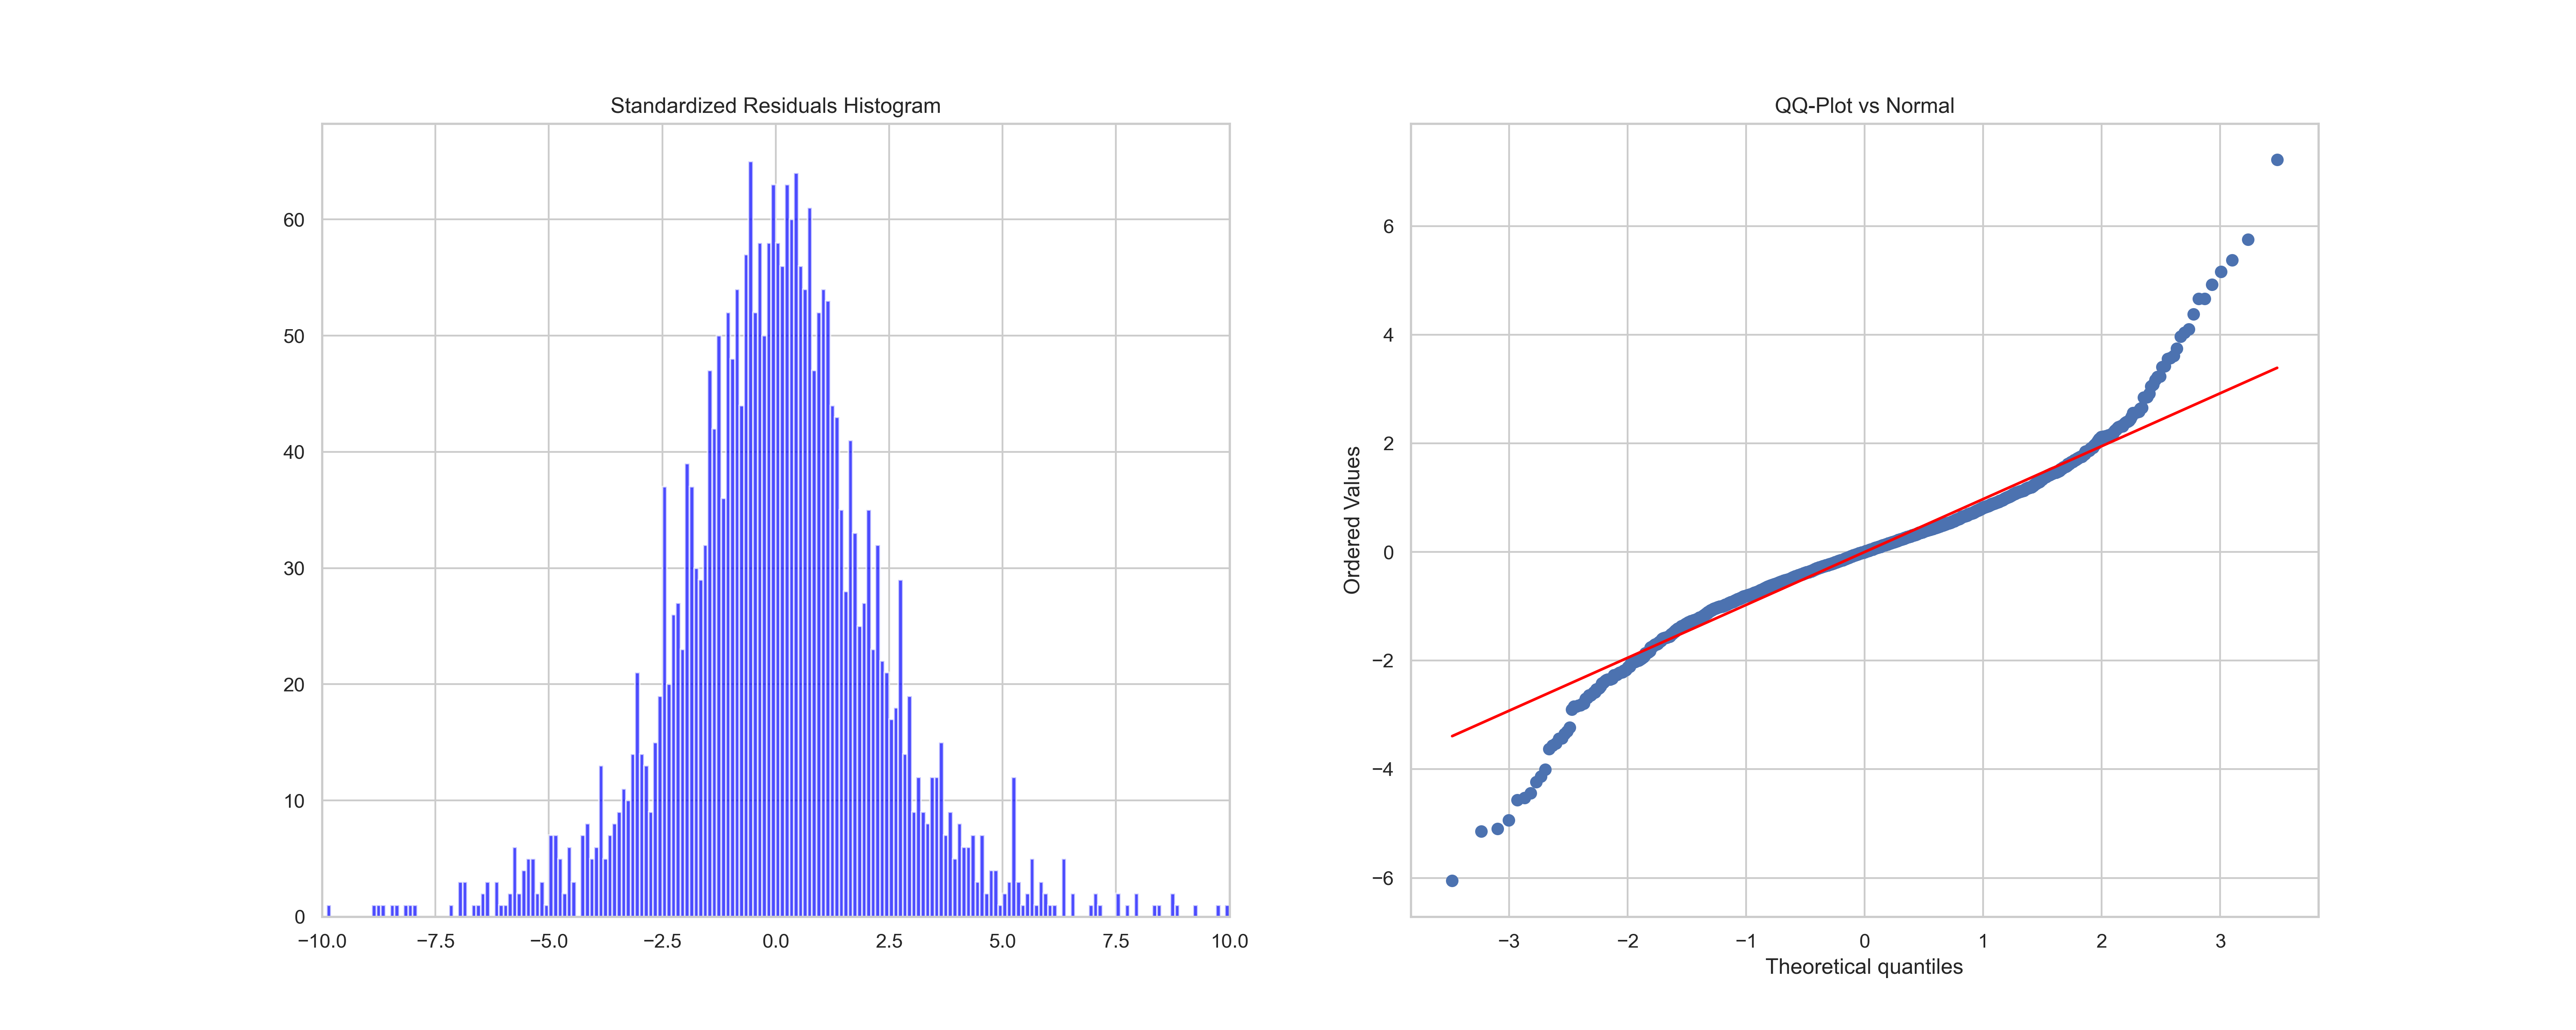 Standardized Residuals Histogram
60
50
40
30
20
10
0
−10.0 −7.5 −5.0 −2.5 0.0 2.5 5.0 7.5 10.0
QQ-Plot vs Normal
Ordered Values
6
4
2
0
−2
−4
−6
−3 −2 −1 0 1 2 3
Theoretical quantiles